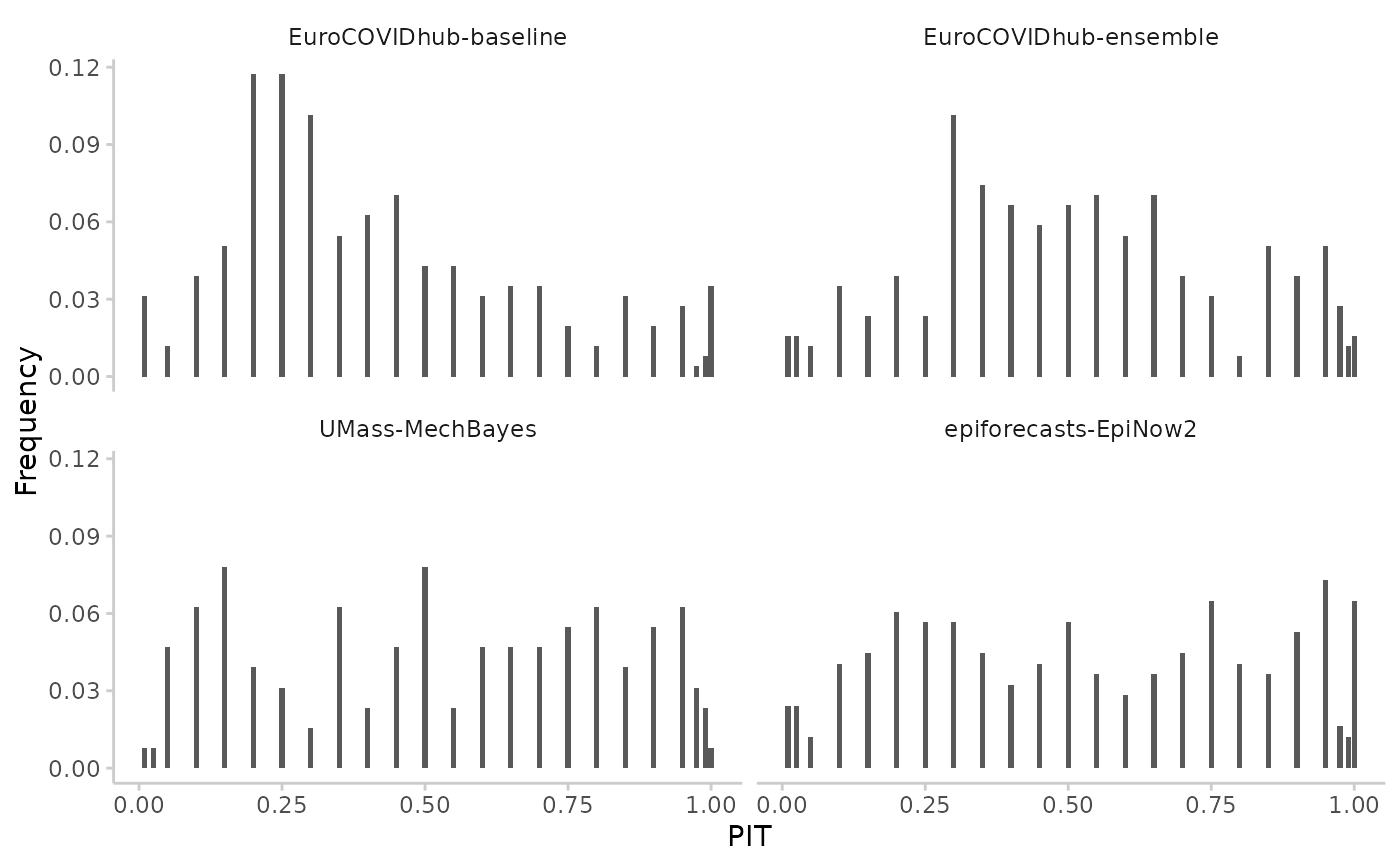 EuroCOVIDhub-baseline
EuroCOVIDhub-ensemble
0.12
0.09
0.06
0.03
0.00
Frequency
UMass-MechBayes
epiforecasts-EpiNow2
0.12
0.09
0.06
0.03
0.00
0.00 0.25 0.50 0.75 1.00
0.00 0.25 0.50 0.75 1.00
PIT